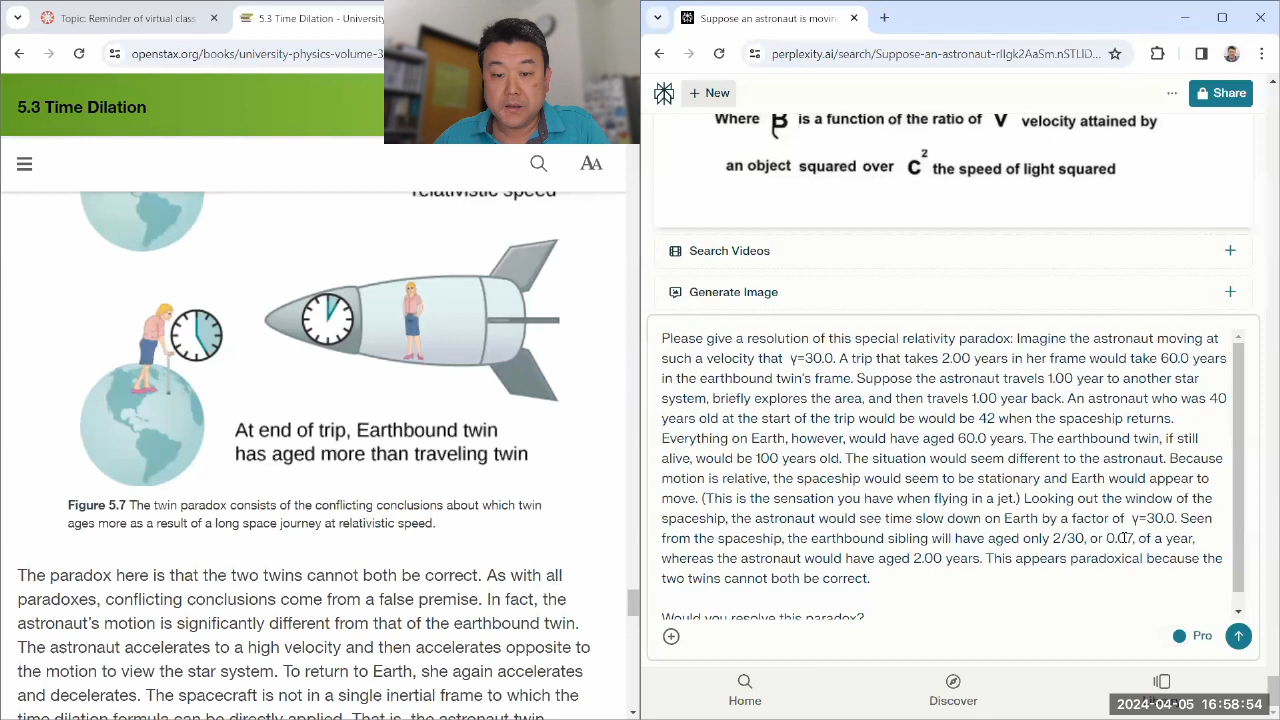 Topic: Reminder of virtual class
5.3 Time Dilation - Universi
Suppose an astronaut is movin
openstax.org/books/university-physics-volume-3
perplexity.ai/search/Suppose-an-astronaut-rIlgk2AaSm.nSTUD...
5.3 Time Dilation
New
Share
relativistic speed
At end of trip, Earthbound twin
has aged more than traveling twin
Figure 5.7 The twin paradox consists of the conflicting conclusions about which twin
ages more as a result of a long space journey at relativistic speed.
The paradox here is that the two twins cannot both be correct. As with all
paradoxes, conflicting conclusions come from a false premise. In fact, the
astronaut's motion is significantly different from that of the earthbound twin.
The astronaut accelerates to a high velocity and then accelerates opposite to
the motion to view the star system. To return to Earth, she again accelerates
and decelerates. The spacecraft is not in a single inertial frame to which the
time dilation formula can be directly applied. That is, the astronaut twin
Where β is a function of the ratio of V velocity attained by
an object squared over C² the speed of light squared
Search Videos
Generate Image
Please give a resolution of this special relativity paradox: Imagine the astronaut moving at
such a velocity that γ=30.0. A trip that takes 2.00 years in her frame would take 60.0 years
in the earthbound twin's frame. Suppose the astronaut travels 1.00 year to another star
system, briefly explores the area, and then travels 1.00 year back. An astronaut who was 40
years old at the start of the trip would be would be 42 when the spaceship returns.
Everything on Earth, however, would have aged 60.0 years. The earthbound twin, if still
alive, would be 100 years old. The situation would seem different to the astronaut. Because
motion is relative, the spaceship would seem to be stationary and Earth would appear to
move. (This is the sensation you have when flying in a jet.) Looking out the window of the
spaceship, the astronaut would see time slow down on Earth by a factor of γ=30.0. Seen
from the spaceship, the earthbound sibling will have aged only 2/30, or 0.07, of a year,
whereas the astronaut would have aged 2.00 years. This appears paradoxical because the
two twins cannot both be correct.
Would you resolve this paradox?
Pro
Home
Discover
2024-04-05 16:58:54